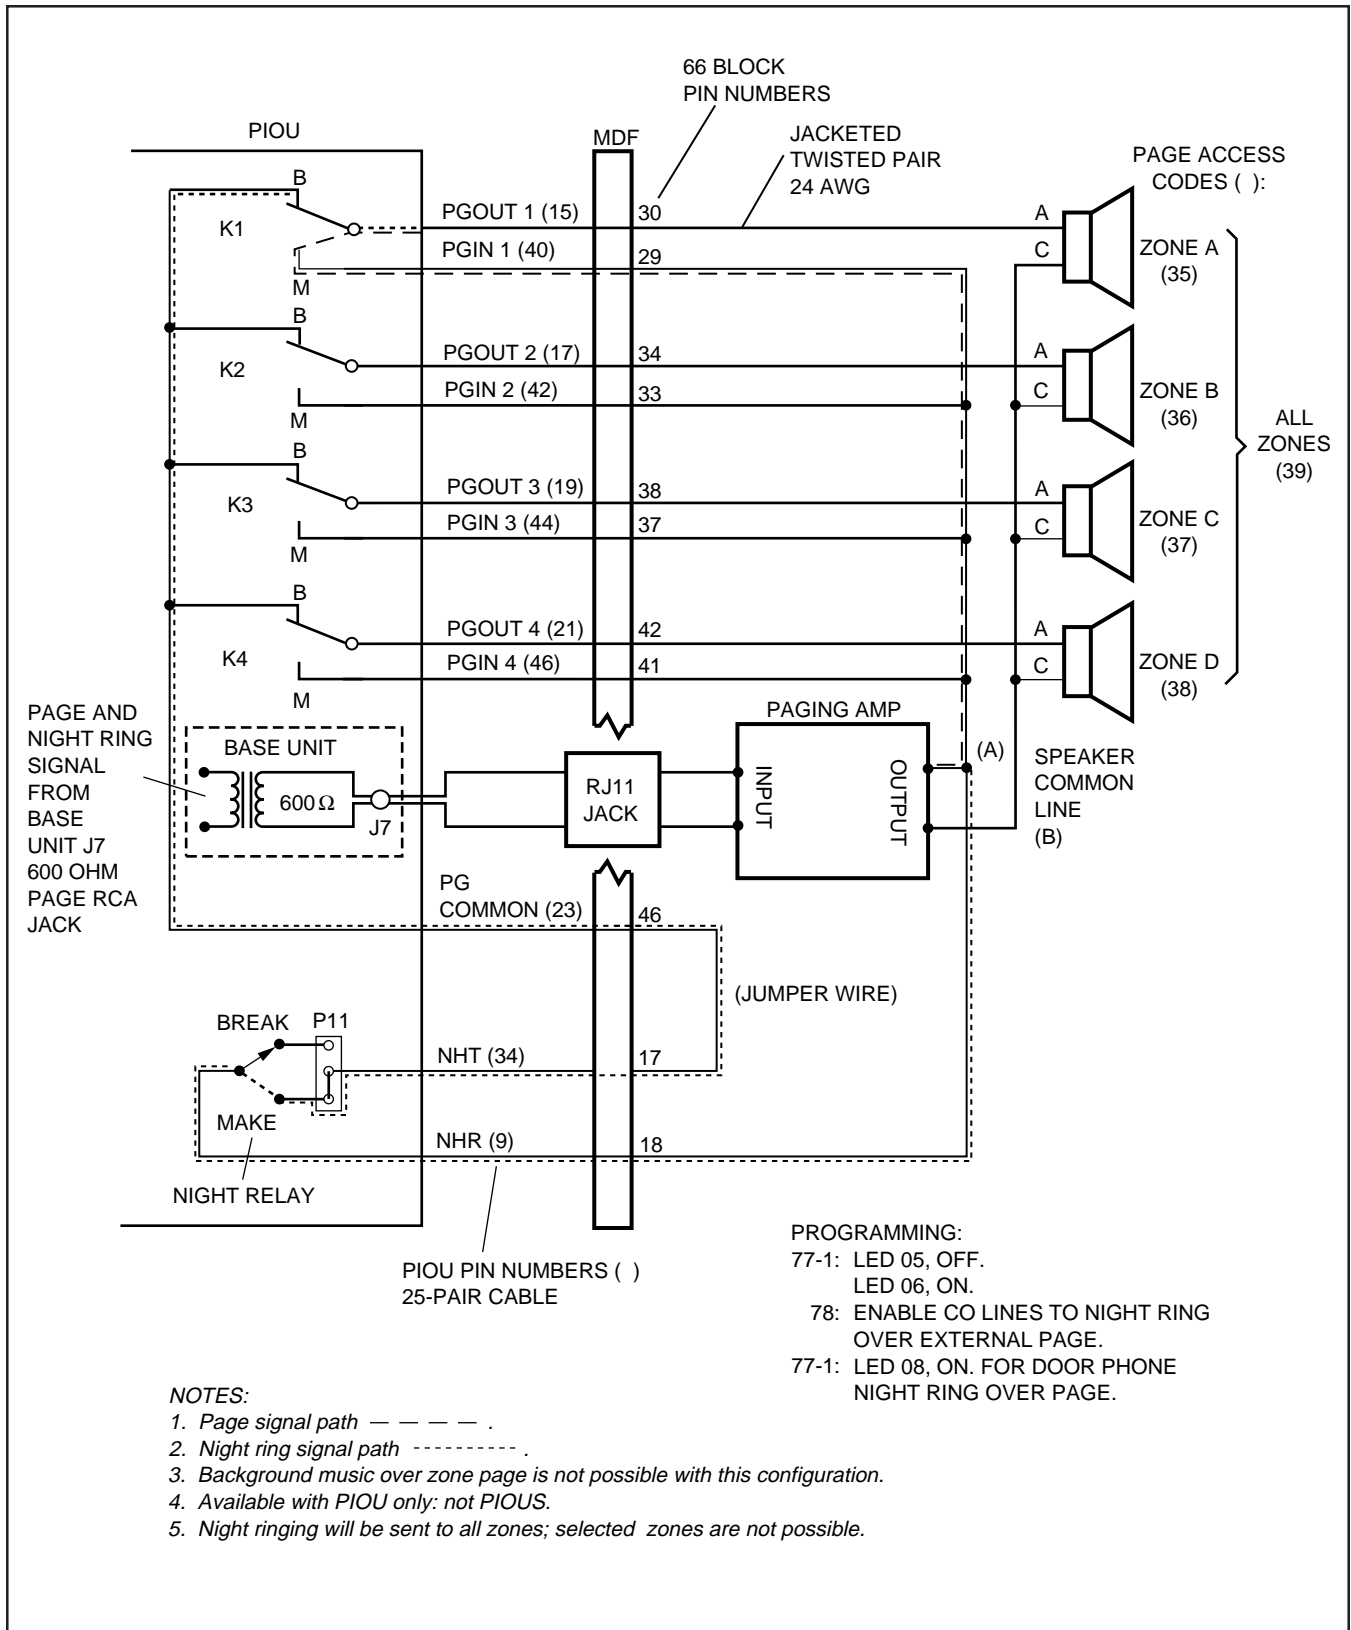 66 BLOCK
PIN NUMBERS
PIOU
MDF
JACKETED
TWISTED PAIR
24 AWG
PAGE ACCESS
CODES ( ):
B
K1
M
PGOUT 1 (15)
30
PGIN 1 (40)
29
A
C
ZONE A
(35)
B
K2
M
PGOUT 2 (17)
34
PGIN 2 (42)
33
A
C
ZONE B
(36)
ALL
ZONES
(39)
B
K3
M
PGOUT 3 (19)
38
PGIN 3 (44)
37
A
C
ZONE C
(37)
B
K4
M
PGOUT 4 (21)
42
PGIN 4 (46)
41
A
C
ZONE D
(38)
PAGE AND
NIGHT RING
SIGNAL
FROM
BASE
UNIT J7
600 OHM
PAGE RCA
JACK
BASE UNIT
600 Ω
J7
RJ11
JACK
PAGING AMP
INPUT
OUTPUT
(A)
SPEAKER
COMMON
LINE
(B)
PG
COMMON (23)
46
(JUMPER WIRE)
BREAK
P11
NHT (34)
17
MAKE
NHR (9)
18
NIGHT RELAY
PIOU PIN NUMBERS ( )
25-PAIR CABLE
PROGRAMMING:
77-1: LED 05, OFF.
LED 06, ON.
78: ENABLE CO LINES TO NIGHT RING
OVER EXTERNAL PAGE.
77-1: LED 08, ON. FOR DOOR PHONE
NIGHT RING OVER PAGE.
NOTES:
1. Page signal path — — — — .
2. Night ring signal path ---------- .
3. Background music over zone page is not possible with this configuration.
4. Available with PIOU only: not PIOUS.
5. Night ringing will be sent to all zones; selected zones are not possible.